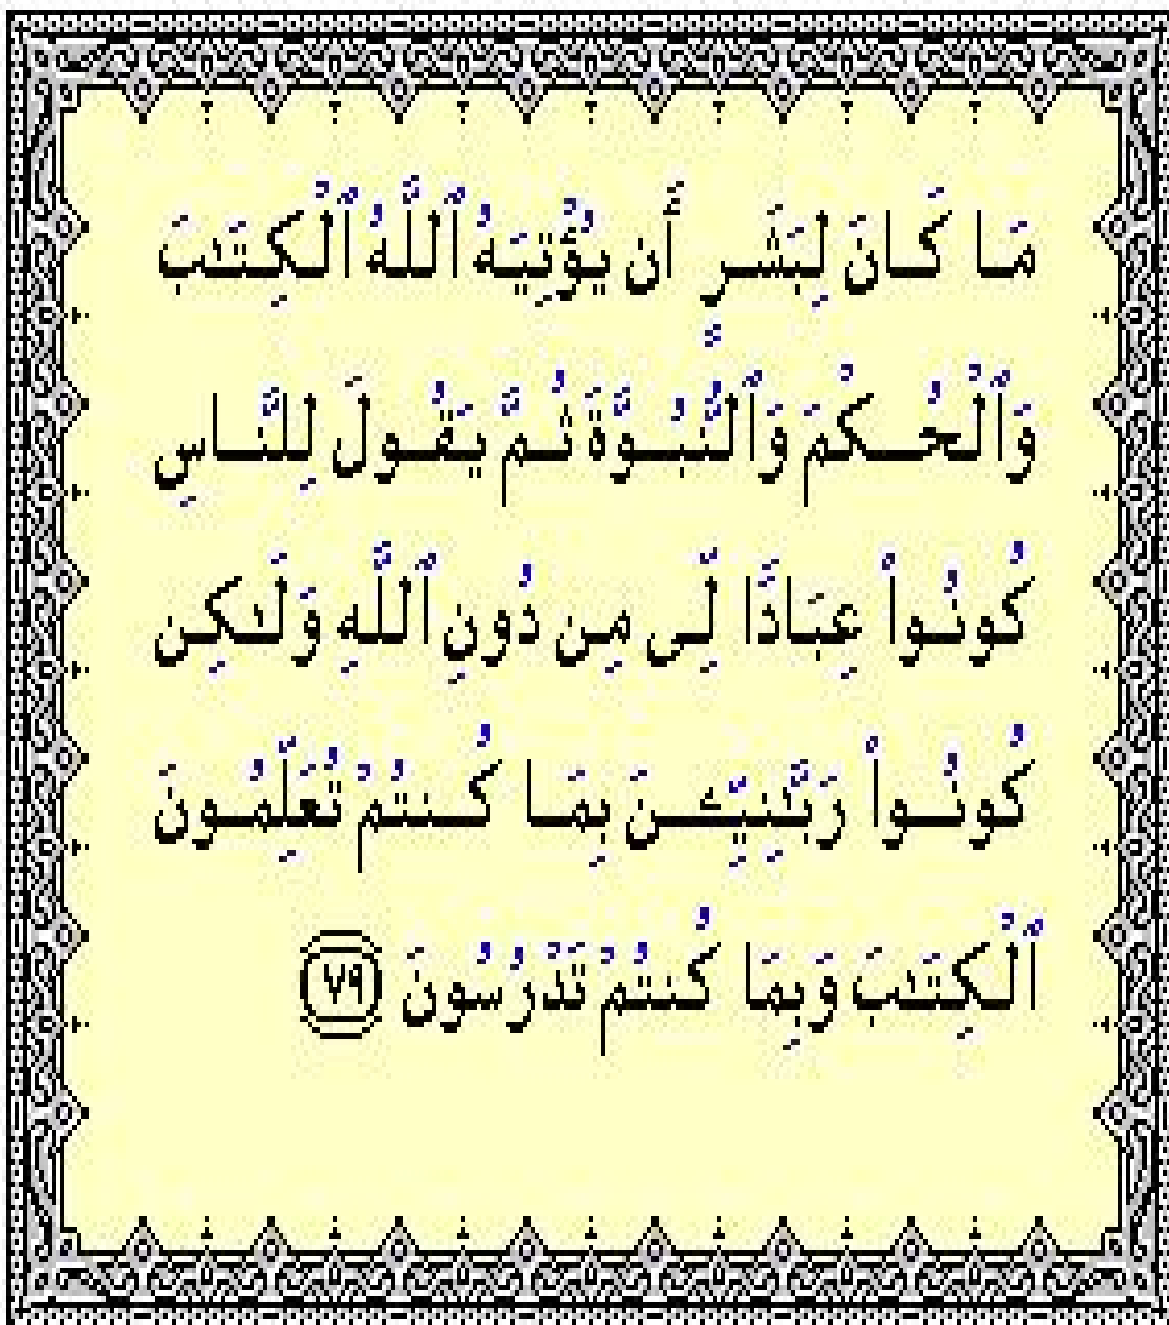 مَا كَانَ لِبَشَرٍ أَن يُؤْتِيَهُ ٱللَّهُ ٱلْكِتَـٰبَ
وَٱلْحُكْمَ وَٱلنُّبُوَّةَ ثُمَّ يَقُولَ لِلنَّاسِ
كُونُوا۟ عِبَادًا لِّى مِن دُونِ ٱللَّهِ وَلَـٰكِن
كُونُوا۟ رَبَّـٰنِيِّـۧنَ بِمَا كُنتُمْ تُعَلِّمُونَ
ٱلْكِتَـٰبَ وَبِمَا كُنتُمْ تَدْرُسُونَ ٧٩